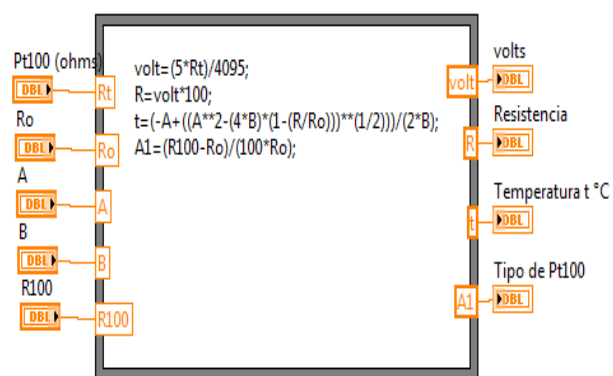 Pt100 (ohms)
DBL
Rt
Ro
DBL
Ro
A
DBL
A
B
DBL
B
R100
DBL
R100
volt=(5*Rt)/4095;
R=volt*100;
t=(-A+((A**2-(4*B)*(1-(R/Ro)))**(1/2)))/(2*B);
A1=(R100-Ro)/(100*Ro);
volts
volt
DBL
Resistencia
R
DBL
Temperatura t °C
t
DBL
Tipo de Pt100
A1
DBL